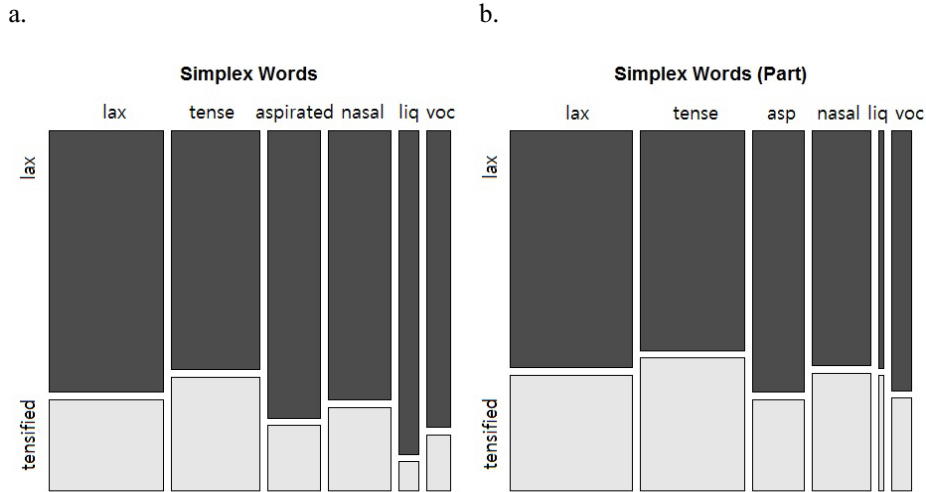 a.
Simplex Words
lax tense aspirated nasal liq voc
lax
tensified
b.
Simplex Words (Part)
lax tense asp nasal liq voc
lax
tensified